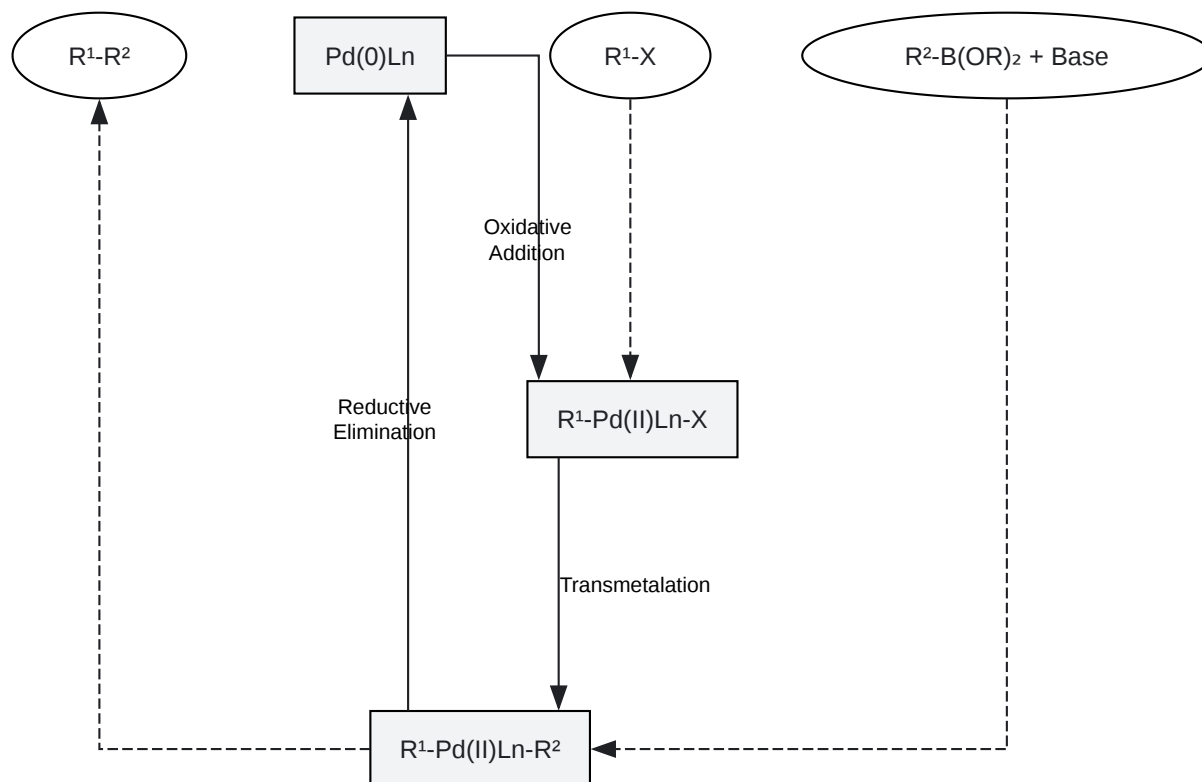 R¹-R²
Pd(0)Ln
R¹-X
R²-B(OR)₂ + Base
Oxidative
Addition
Reductive
Elimination
R¹-Pd(II)Ln-X
Transmetalation
R¹-Pd(II)Ln-R²